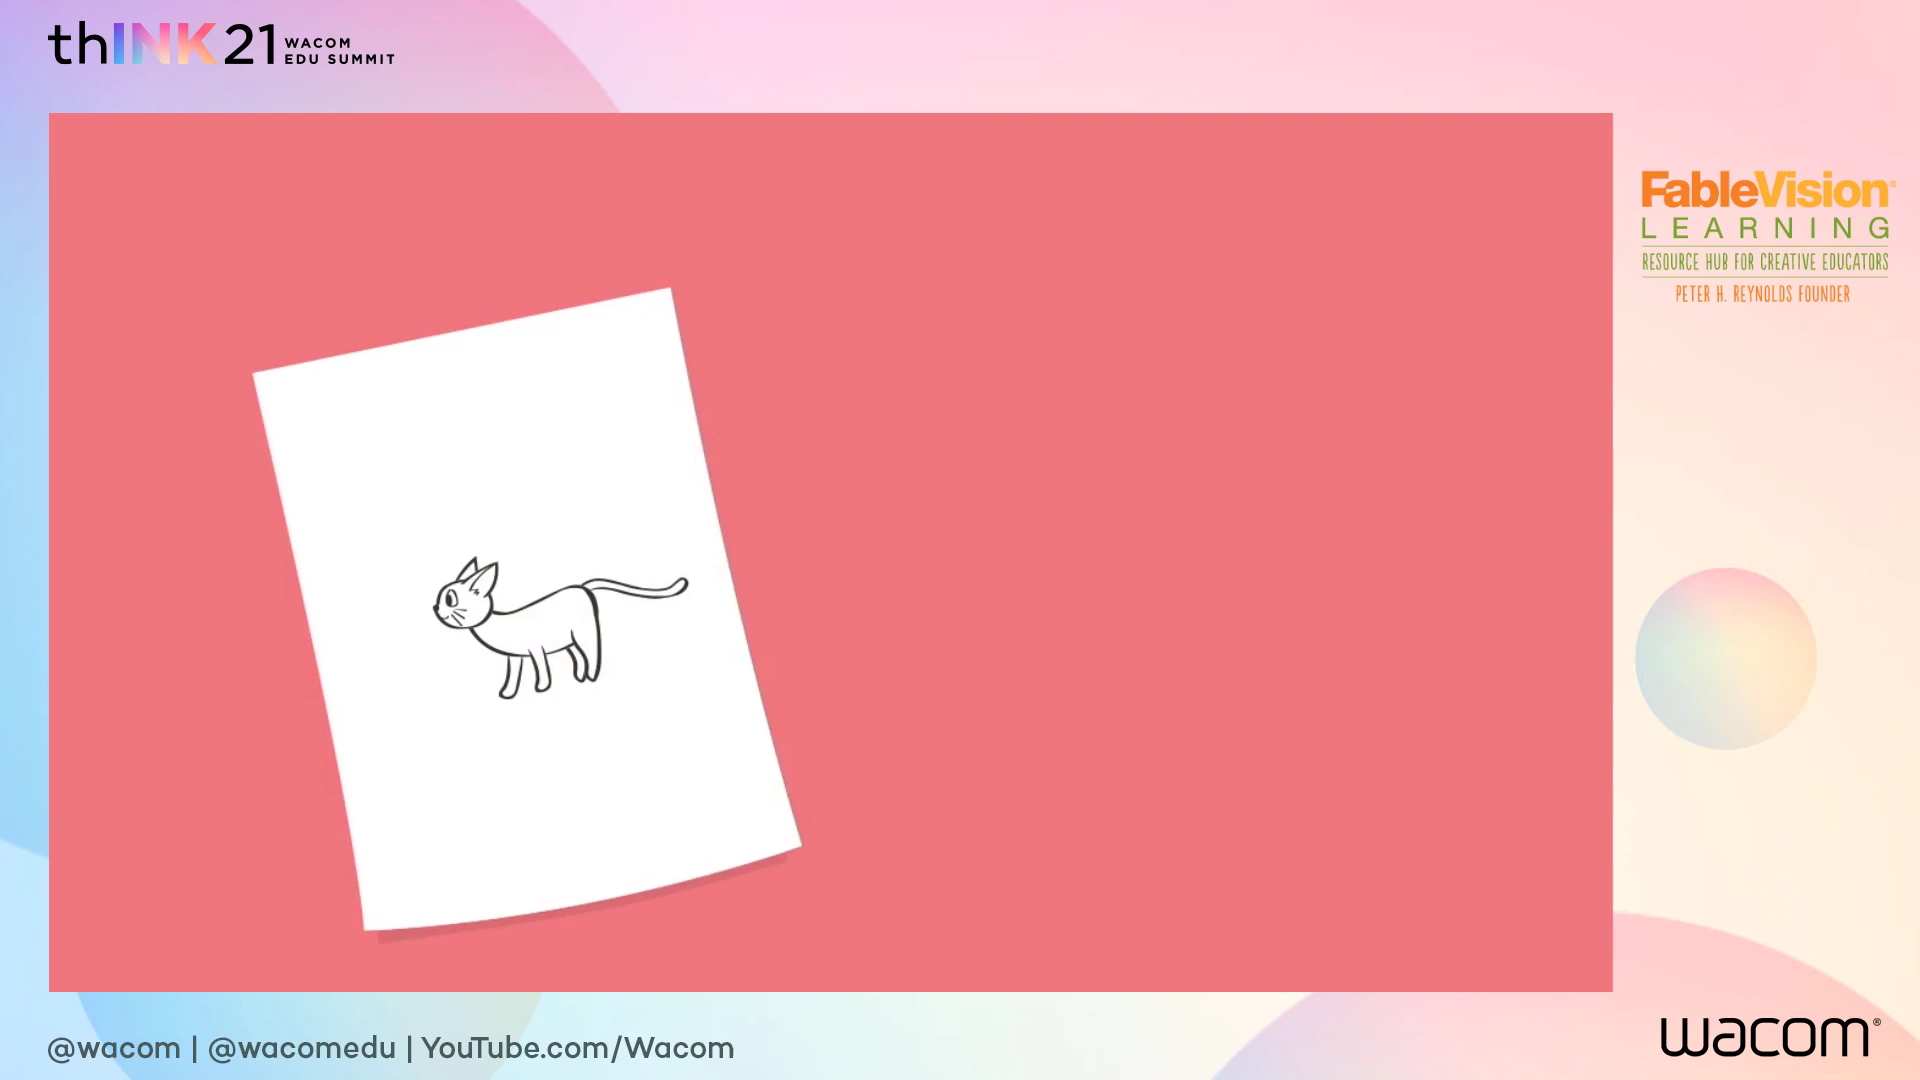 thINK21 WACOM
EDU SUMMIT
FableVision®
LEARNING
RESOURCE HUB FOR CREATIVE EDUCATORS
PETER H. REYNOLDS FOUNDER
@wacom | @wacomedu | YouTube.com/Wacom
wacom®